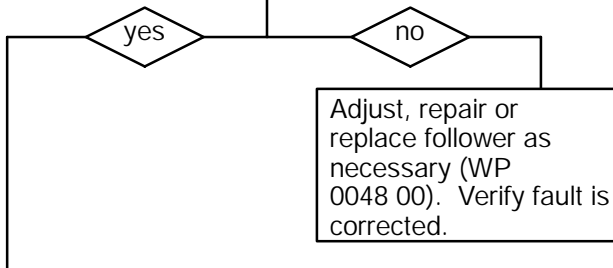 yes
no
Adjust, repair or
replace follower as
necessary (WP
0048 00).  Verify fault is
corrected.